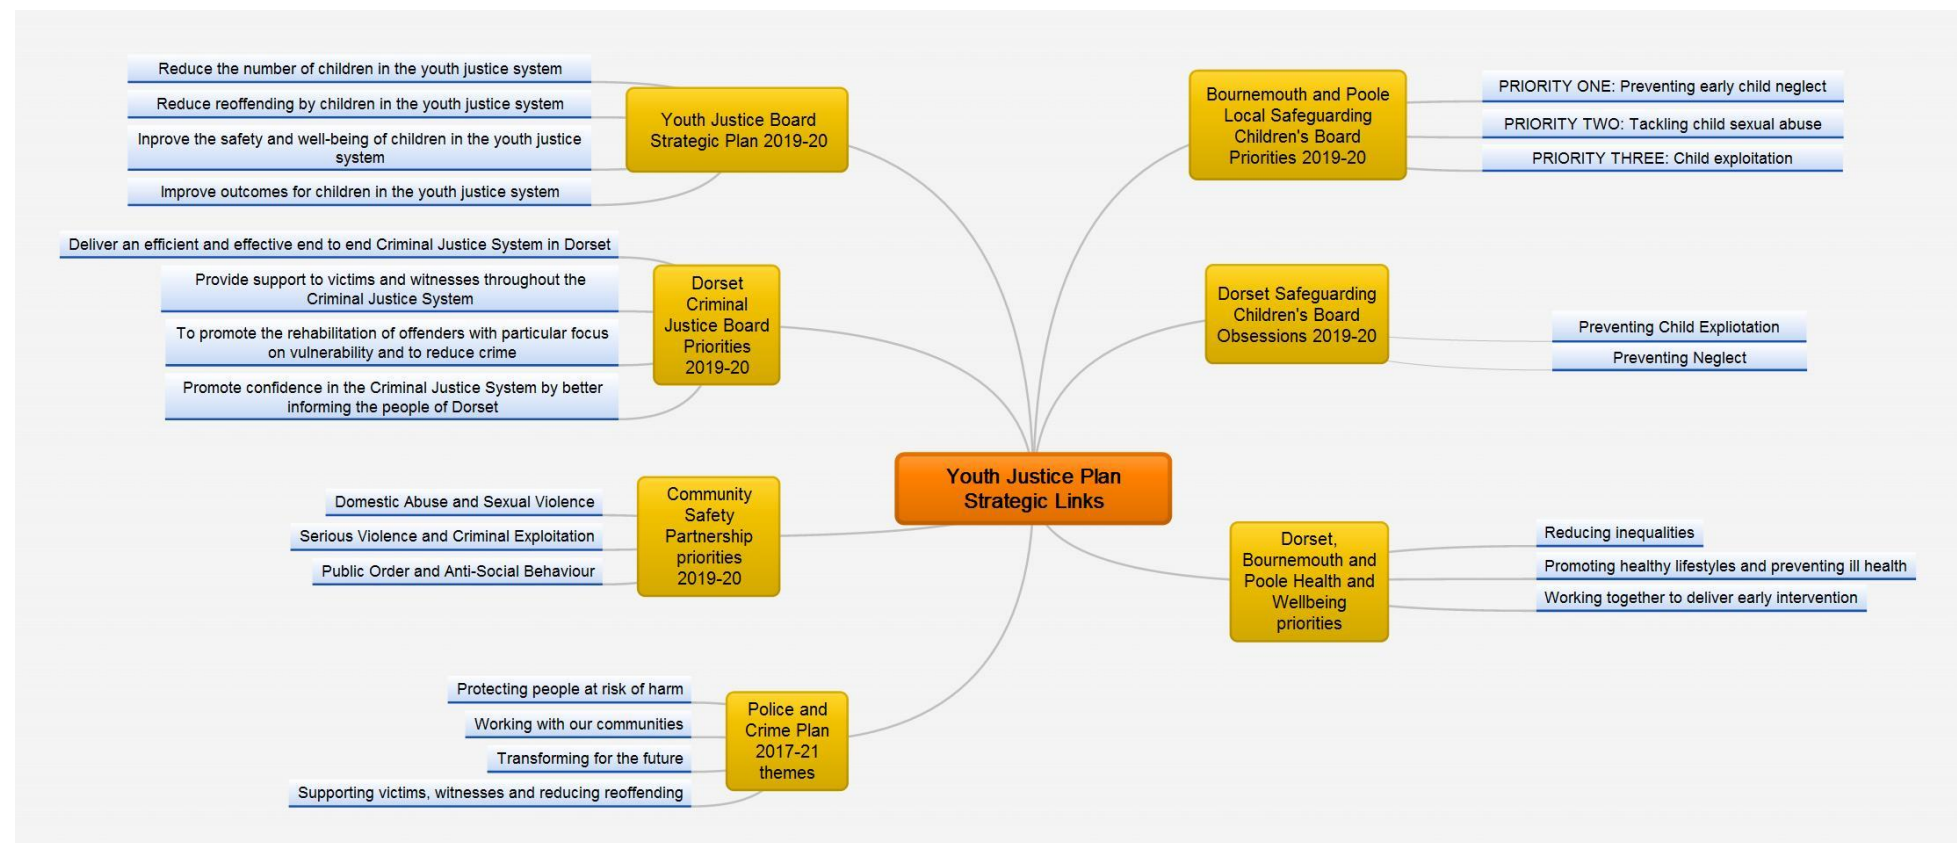 Reduce the number of children in the youth justice system
Reduce reoffending by children in the youth justice system
Inprove the safety and well-being of children in the youth justice
system
Improve outcomes for children in the youth justice system
Youth Justice Board
Strategic Plan 2019-20
Deliver an efficient and effective end to end Criminal Justice System in Dorset
Provide support to victims and witnesses throughout the
Criminal Justice System
To promote the rehabilitation of offenders with particular focus
on vulnerability and to reduce crime
Promote confidence in the Criminal Justice System by better
informing the people of Dorset
Dorset
Criminal
Justice Board
Priorities
2019-20
Domestic Abuse and Sexual Violence
Serious Violence and Criminal Exploitation
Public Order and Anti-Social Behaviour
Community
Safety
Partnership
priorities
2019-20
Protecting people at risk of harm
Working with our communities
Transforming for the future
Supporting victims, witnesses and reducing reoffending
Police and
Crime Plan
2017-21
themes
Youth Justice Plan
Strategic Links
Bournemouth and Poole
Local Safeguarding
Children's Board
Priorities 2019-20
PRIORITY ONE: Preventing early child neglect
PRIORITY TWO: Tackling child sexual abuse
PRIORITY THREE: Child exploitation
Dorset Safeguarding
Children's Board
Obsessions 2019-20
Preventing Child Expliotation
Preventing Neglect
Dorset,
Bournemouth and
Poole Health and
Wellbeing
priorities
Reducing inequalities
Promoting healthy lifestyles and preventing ill health
Working together to deliver early intervention